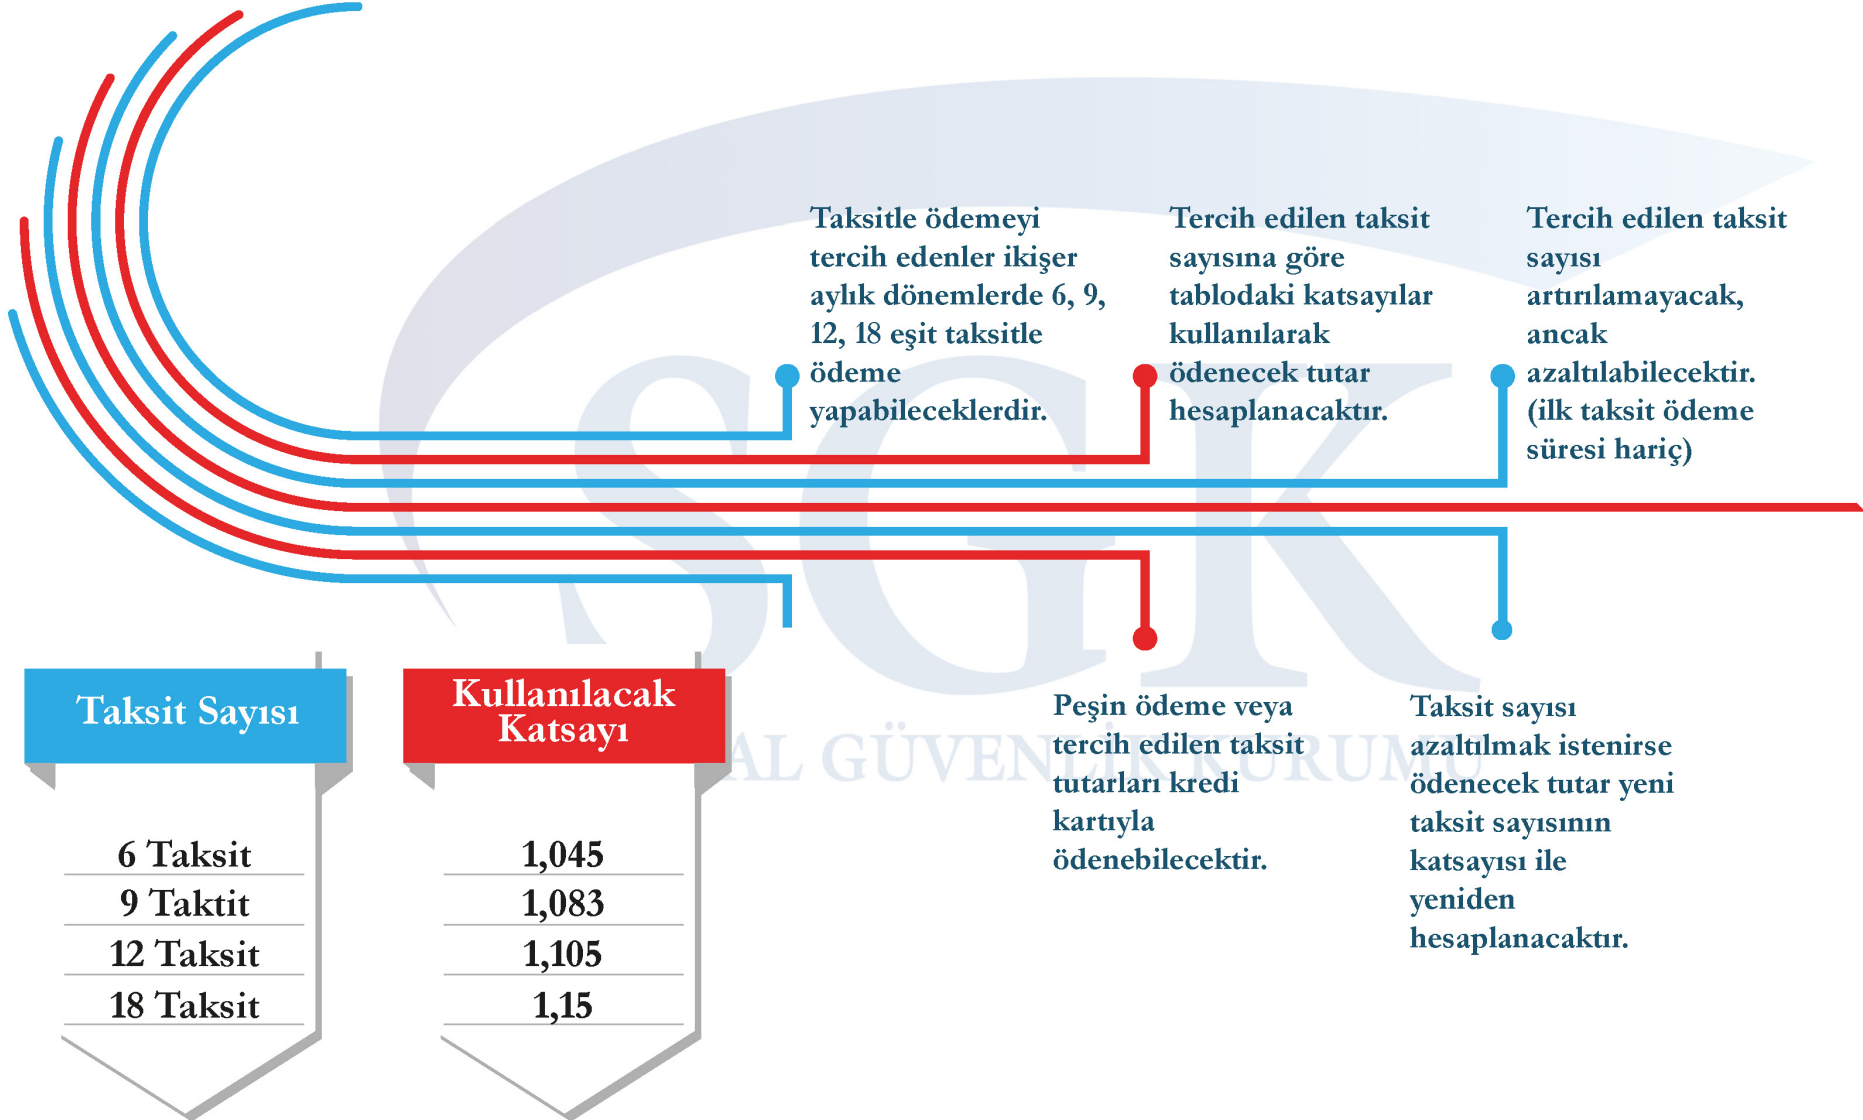 Taksitle ödemeyi
tercih edenler ikişer
aylık dönemlerde 6, 9,
12, 18 eşit taksitle
ödeme
yapabileceklerdir.
Tercih edilen taksit
sayısına göre
tablodaki katsayılar
kullanılarak
ödenecek tutar
hesaplanacaktır.
Tercih edilen taksit
sayısı
artırılamayacak,
ancak
azaltılabilecektir.
(ilk taksit ödeme
süresi hariç)
SGK
AL GÜVENLİK KURUMU
Taksit Sayısı
6 Taksit
9 Taktit
12 Taksit
18 Taksit
Kullanılacak
Katsayı
1,045
1,083
1,105
1,15
Peşin ödeme veya
tercih edilen taksit
tutarları kredi
kartıyla
ödenebilecektir.
Taksit sayısı
azaltılmak istenirse
ödenecek tutar yeni
taksit sayısının
katsayısı ile
yeniden
hesaplanacaktır.